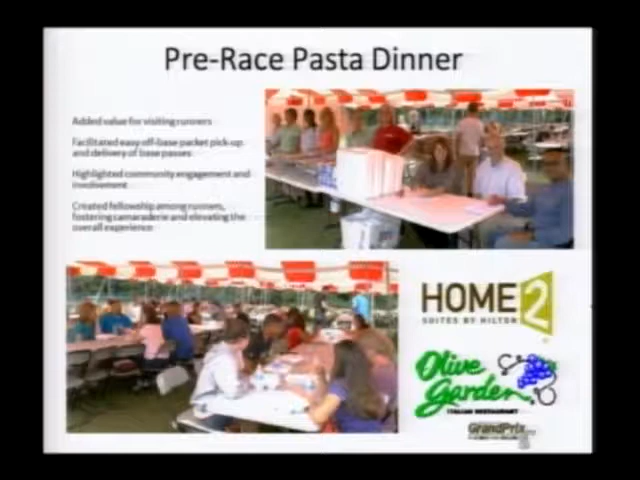 Pre-Race Pasta Dinner
Added value for visiting runners
Facilitated easy off-base packet pick-up
and delivery of base passes
Highlighted community engagement and
involvement
Created fellowship among runners,
fostering camaraderie and elevating the
overall experience
HOME2
SUITES BY HILTON
Olive
Garden
ITALIAN RESTAURANT
GrandPrix